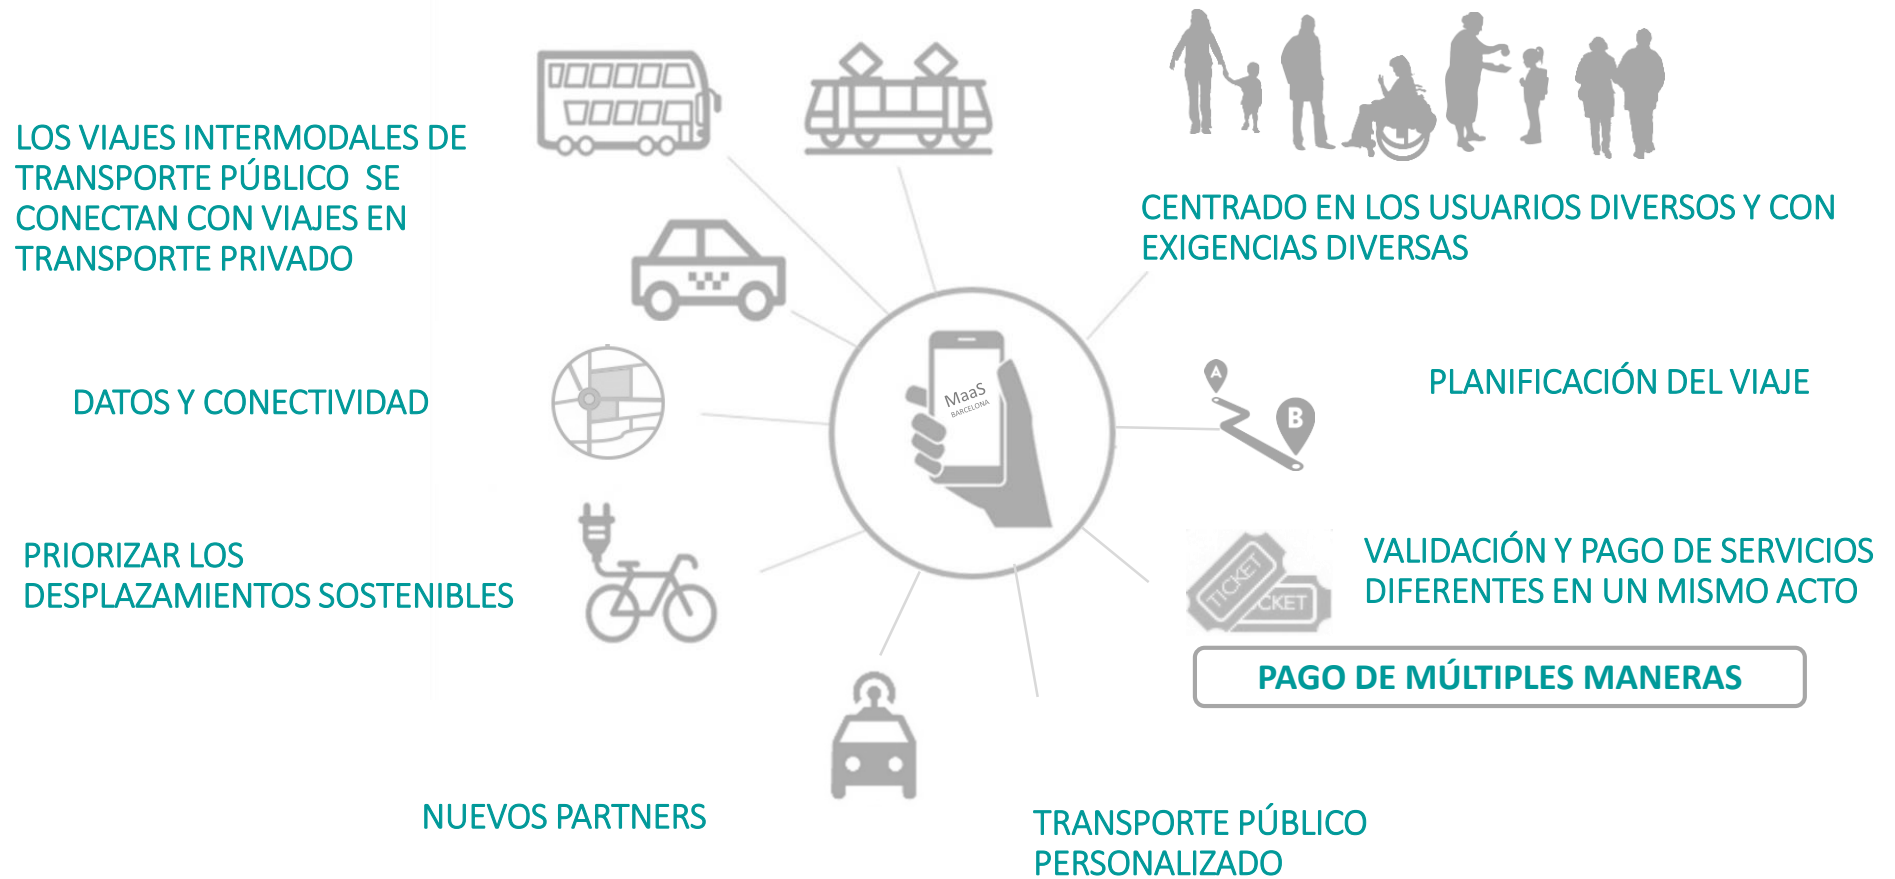 LOS VIAJES INTERMODALES DE
TRANSPORTE PÚBLICO SE
CONECTAN CON VIAJES EN
TRANSPORTE PRIVADO
CENTRADO EN LOS USUARIOS DIVERSOS Y CON
EXIGENCIAS DIVERSAS
DATOS Y CONECTIVIDAD
MaaS
BARCELONA
A
B
PLANIFICACIÓN DEL VIAJE
PRIORIZAR LOS
DESPLAZAMIENTOS SOSTENIBLES
TICKET
CKET
VALIDACIÓN Y PAGO DE SERVICIOS
DIFERENTES EN UN MISMO ACTO
PAGO DE MÚLTIPLES MANERAS
NUEVOS PARTNERS
TRANSPORTE PÚBLICO
PERSONALIZADO